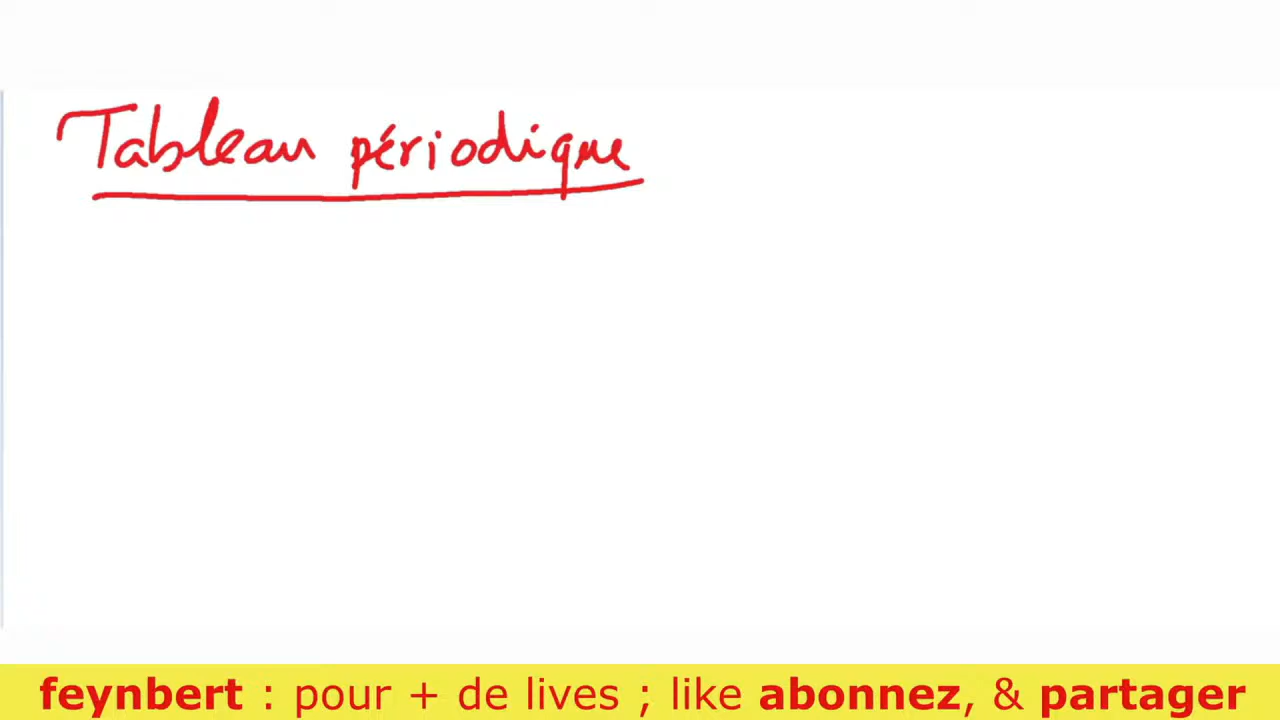 Tableau périodique
feynbert : pour + de lives ; like abonnez, & partager